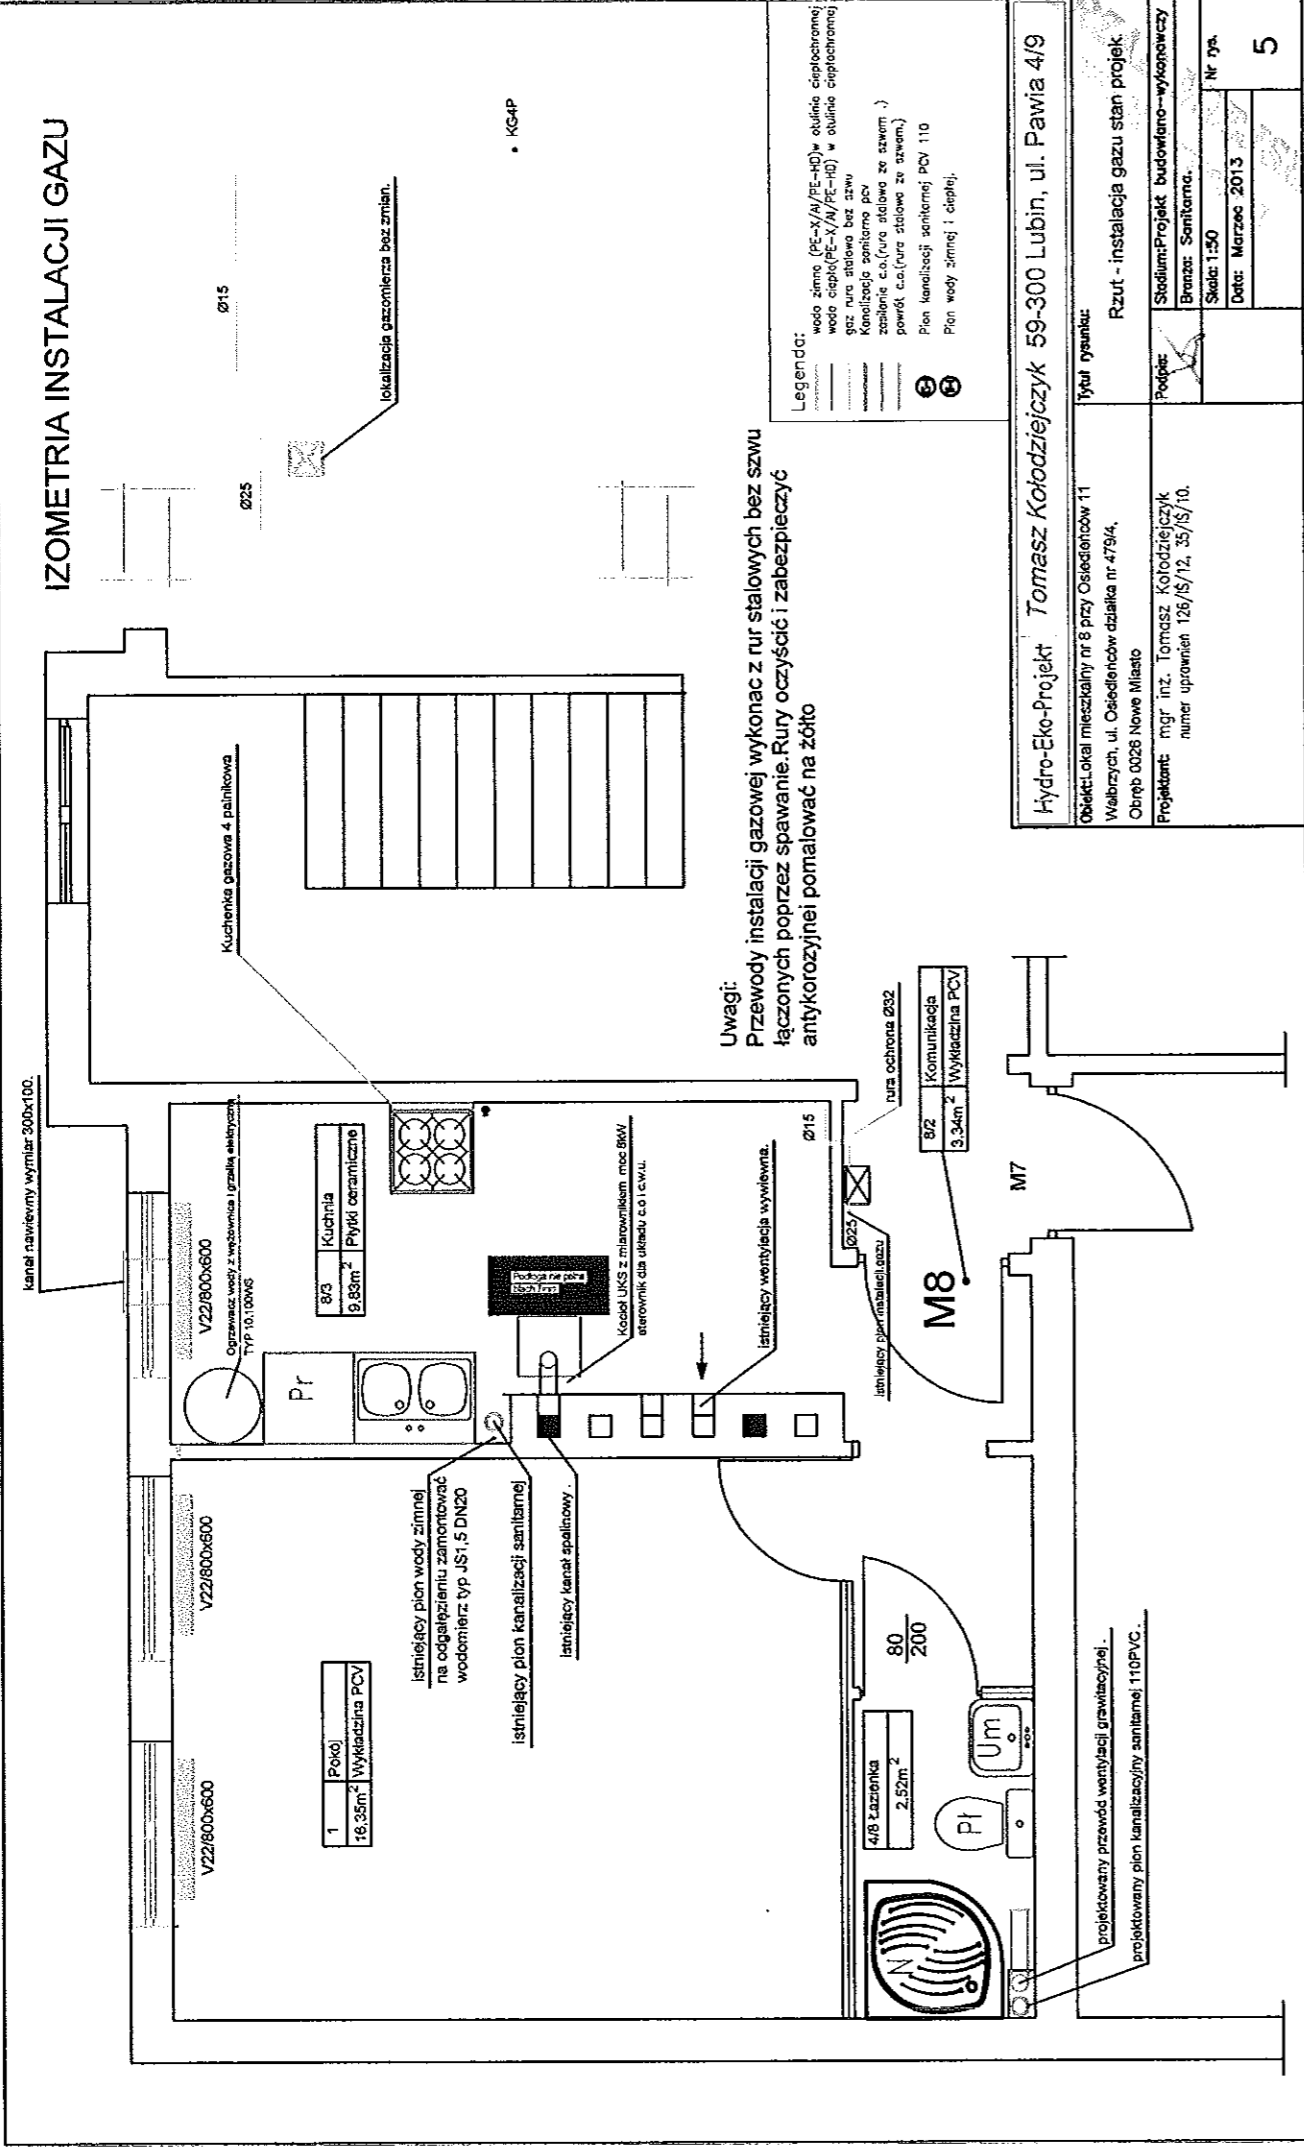 IZOMETRIA INSTALACJI GAZU
Ø15
Ø25
KG4P
lokalizacja gazomierza bez zmian.
kanał nawiewny wymiar 300x100.
Kuchenka gazowa 4 palnikowa
V22/800x600
V22/800x600
V22/800x600
Ogrzewacz wody z wężownica i grzałką elektryczną
TYP 10.100WS
8/3 Kuchnia
9,83m² Płytki ceramiczne
Pr
Podłoga nie palna
blach 7mm
Kocioł UKS z miarownikiem moc 8kW
sterownik dla układu c.o i c.w.u.
istniejący wentylacja wywiewna.
istniejący pion wody zimnej
na odgałęzieniu zamontować
wodomierz typ JS1,5 DN20
istniejący pion kanalizacji sanitarnej
istniejący kanał spalinowy .
1 Pokój
16,35m² Wykładzina PCV
Uwagi:
Przewody instalacji gazowej wykonac z rur stalowych bez szwu
łączonych poprzez spawanie.Rury oczyścić i zabezpieczyć
antykorozyjnei pomalować na żółto
Ø15
rura ochrona Ø32
Ø25
istniejący pion instalacji gazu
8/2 Komunikacja
3.34m² Wykładzina PCV
M8
M7
80
200
4/8 Łazienka
2,52m²
N
Pł
Um
projektowany przewód wentylacji grawitacyjnej .
projektowany pion kanalizacyjny sanitarnej 110PVC .
Legenda:
woda zimna (PE-X/Al/PE-HD)w otulinie ciepłochronnej
woda ciepła(PE-X/Al/PE-HD) w otulinie ciepłochronnej
gaz rura stalowa bez szwu
Kanalizacja sanitarna pcv
zasilanie c.o.(rura stalowa ze szwem .)
powrót c.o.(rura stalowa ze szwem.)
Pion kanalizacji sanitarnej PCV 110
Pion wody zimnej i ciepłej.
Hydro-Eko-Projekt Tomasz Kołodziejczyk 59-300 Lubin, ul. Pawia 4/9
Obiekt:Lokal mieszkalny nr 8 przy Osiedleńców 11
Wałbrzych, ul. Osiedleńców działka nr 479/4,
Obręb 0026 Nowe Miasto
Tytuł rysunku:
Rzut - instalacja gazu stan projek.
Projektant: mgr inż. Tomasz Kołodziejczyk
numer uprawnień 126/IŚ/12, 35/IŚ/10.
Podpis:
Stadium:Projekt budowlano-wykonawczy
Branża: Sanitarna.
Skala: 1:50
Nr rys.
Data: Marzec 2013
5